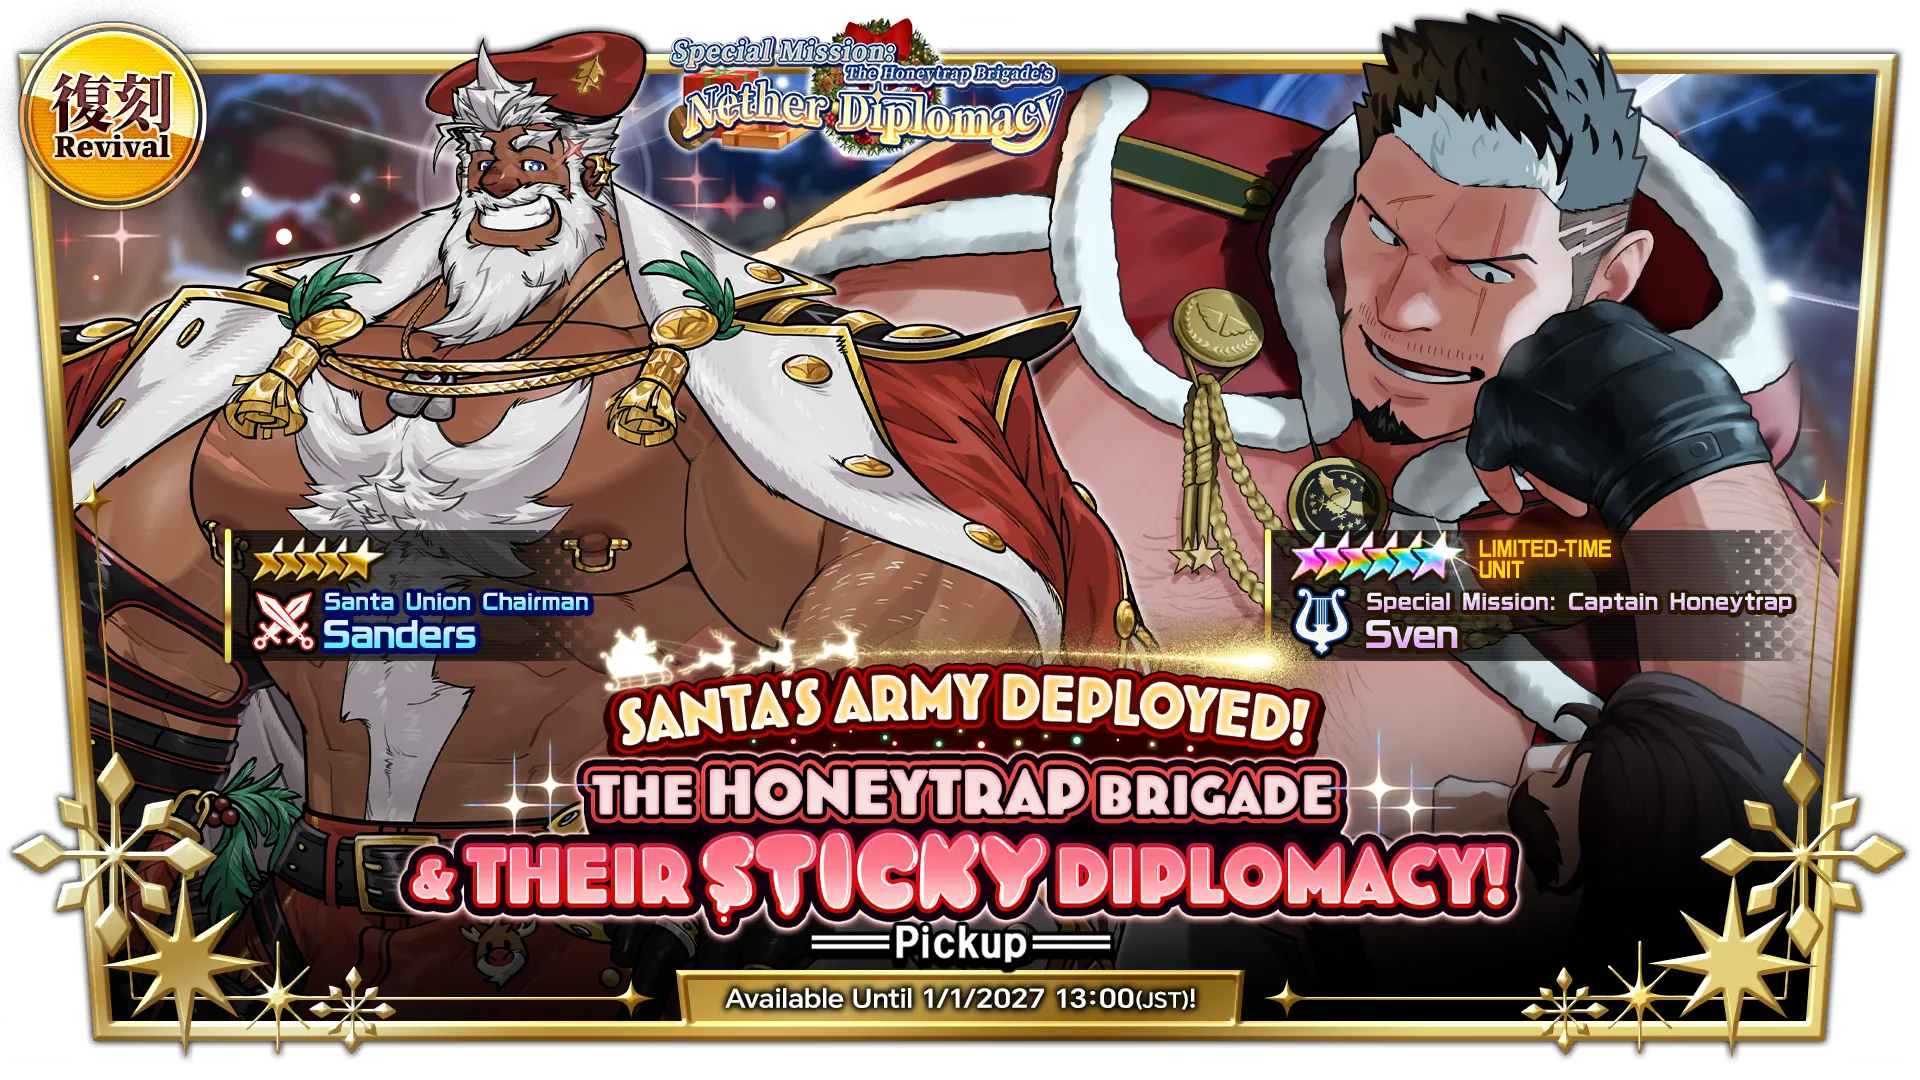 復刻
Revival
Special Mission:
The Honeytrap Brigade's
Nether Diplomacy
LIMITED-TIME
UNIT
Santa Union Chairman
Sanders
Special Mission: Captain Honeytrap
Sven
SANTA'S ARMY DEPLOYED!
THE HONEYTRAP BRIGADE
& THEIR STICKY DIPLOMACY!
Pickup
Available Until 1/1/2027 13:00(JST)!